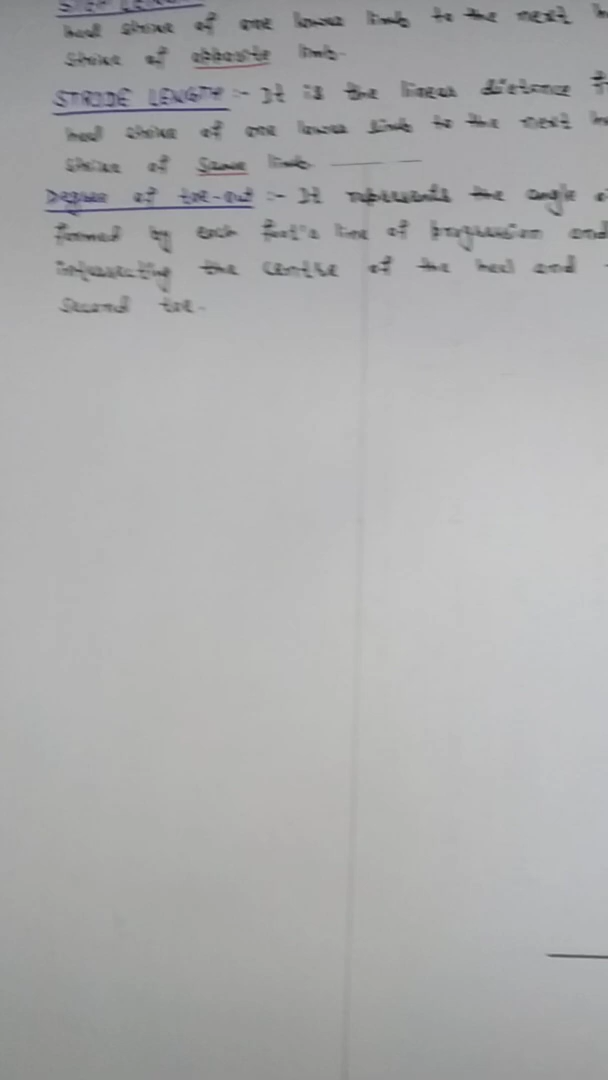 STEP LENGTH
heel strike of one lower limb to the next
strike of opposite limb.
STRIDE LENGTH :- It is the linear distance
heel strike of one lower limb to the next
strike of same limb
Degree of toe-out :- It represents the angle
formed by each foot's line of progression and
intersecting the centre of the heel and
second toe.